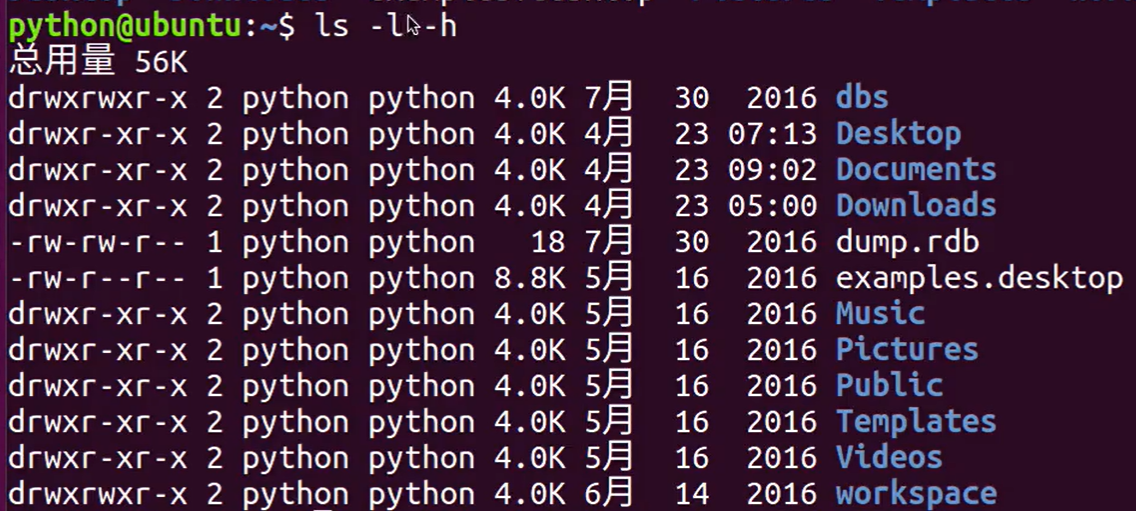 python@ubuntu:~$ ls -l -h
总用量 56K
drwxrwxr-x 2 python python 4.0K 7月  30  2016 dbs
drwxr-xr-x 2 python python 4.0K 4月  23 07:13 Desktop
drwxr-xr-x 2 python python 4.0K 4月  23 09:02 Documents
drwxr-xr-x 2 python python 4.0K 4月  23 05:00 Downloads
-rw-rw-r-- 1 python python   18 7月  30  2016 dump.rdb
-rw-r--r-- 1 python python 8.8K 5月  16  2016 examples.desktop
drwxr-xr-x 2 python python 4.0K 5月  16  2016 Music
drwxr-xr-x 2 python python 4.0K 5月  16  2016 Pictures
drwxr-xr-x 2 python python 4.0K 5月  16  2016 Public
drwxr-xr-x 2 python python 4.0K 5月  16  2016 Templates
drwxr-xr-x 2 python python 4.0K 5月  16  2016 Videos
drwxrwxr-x 2 python python 4.0K 6月  14  2016 workspace